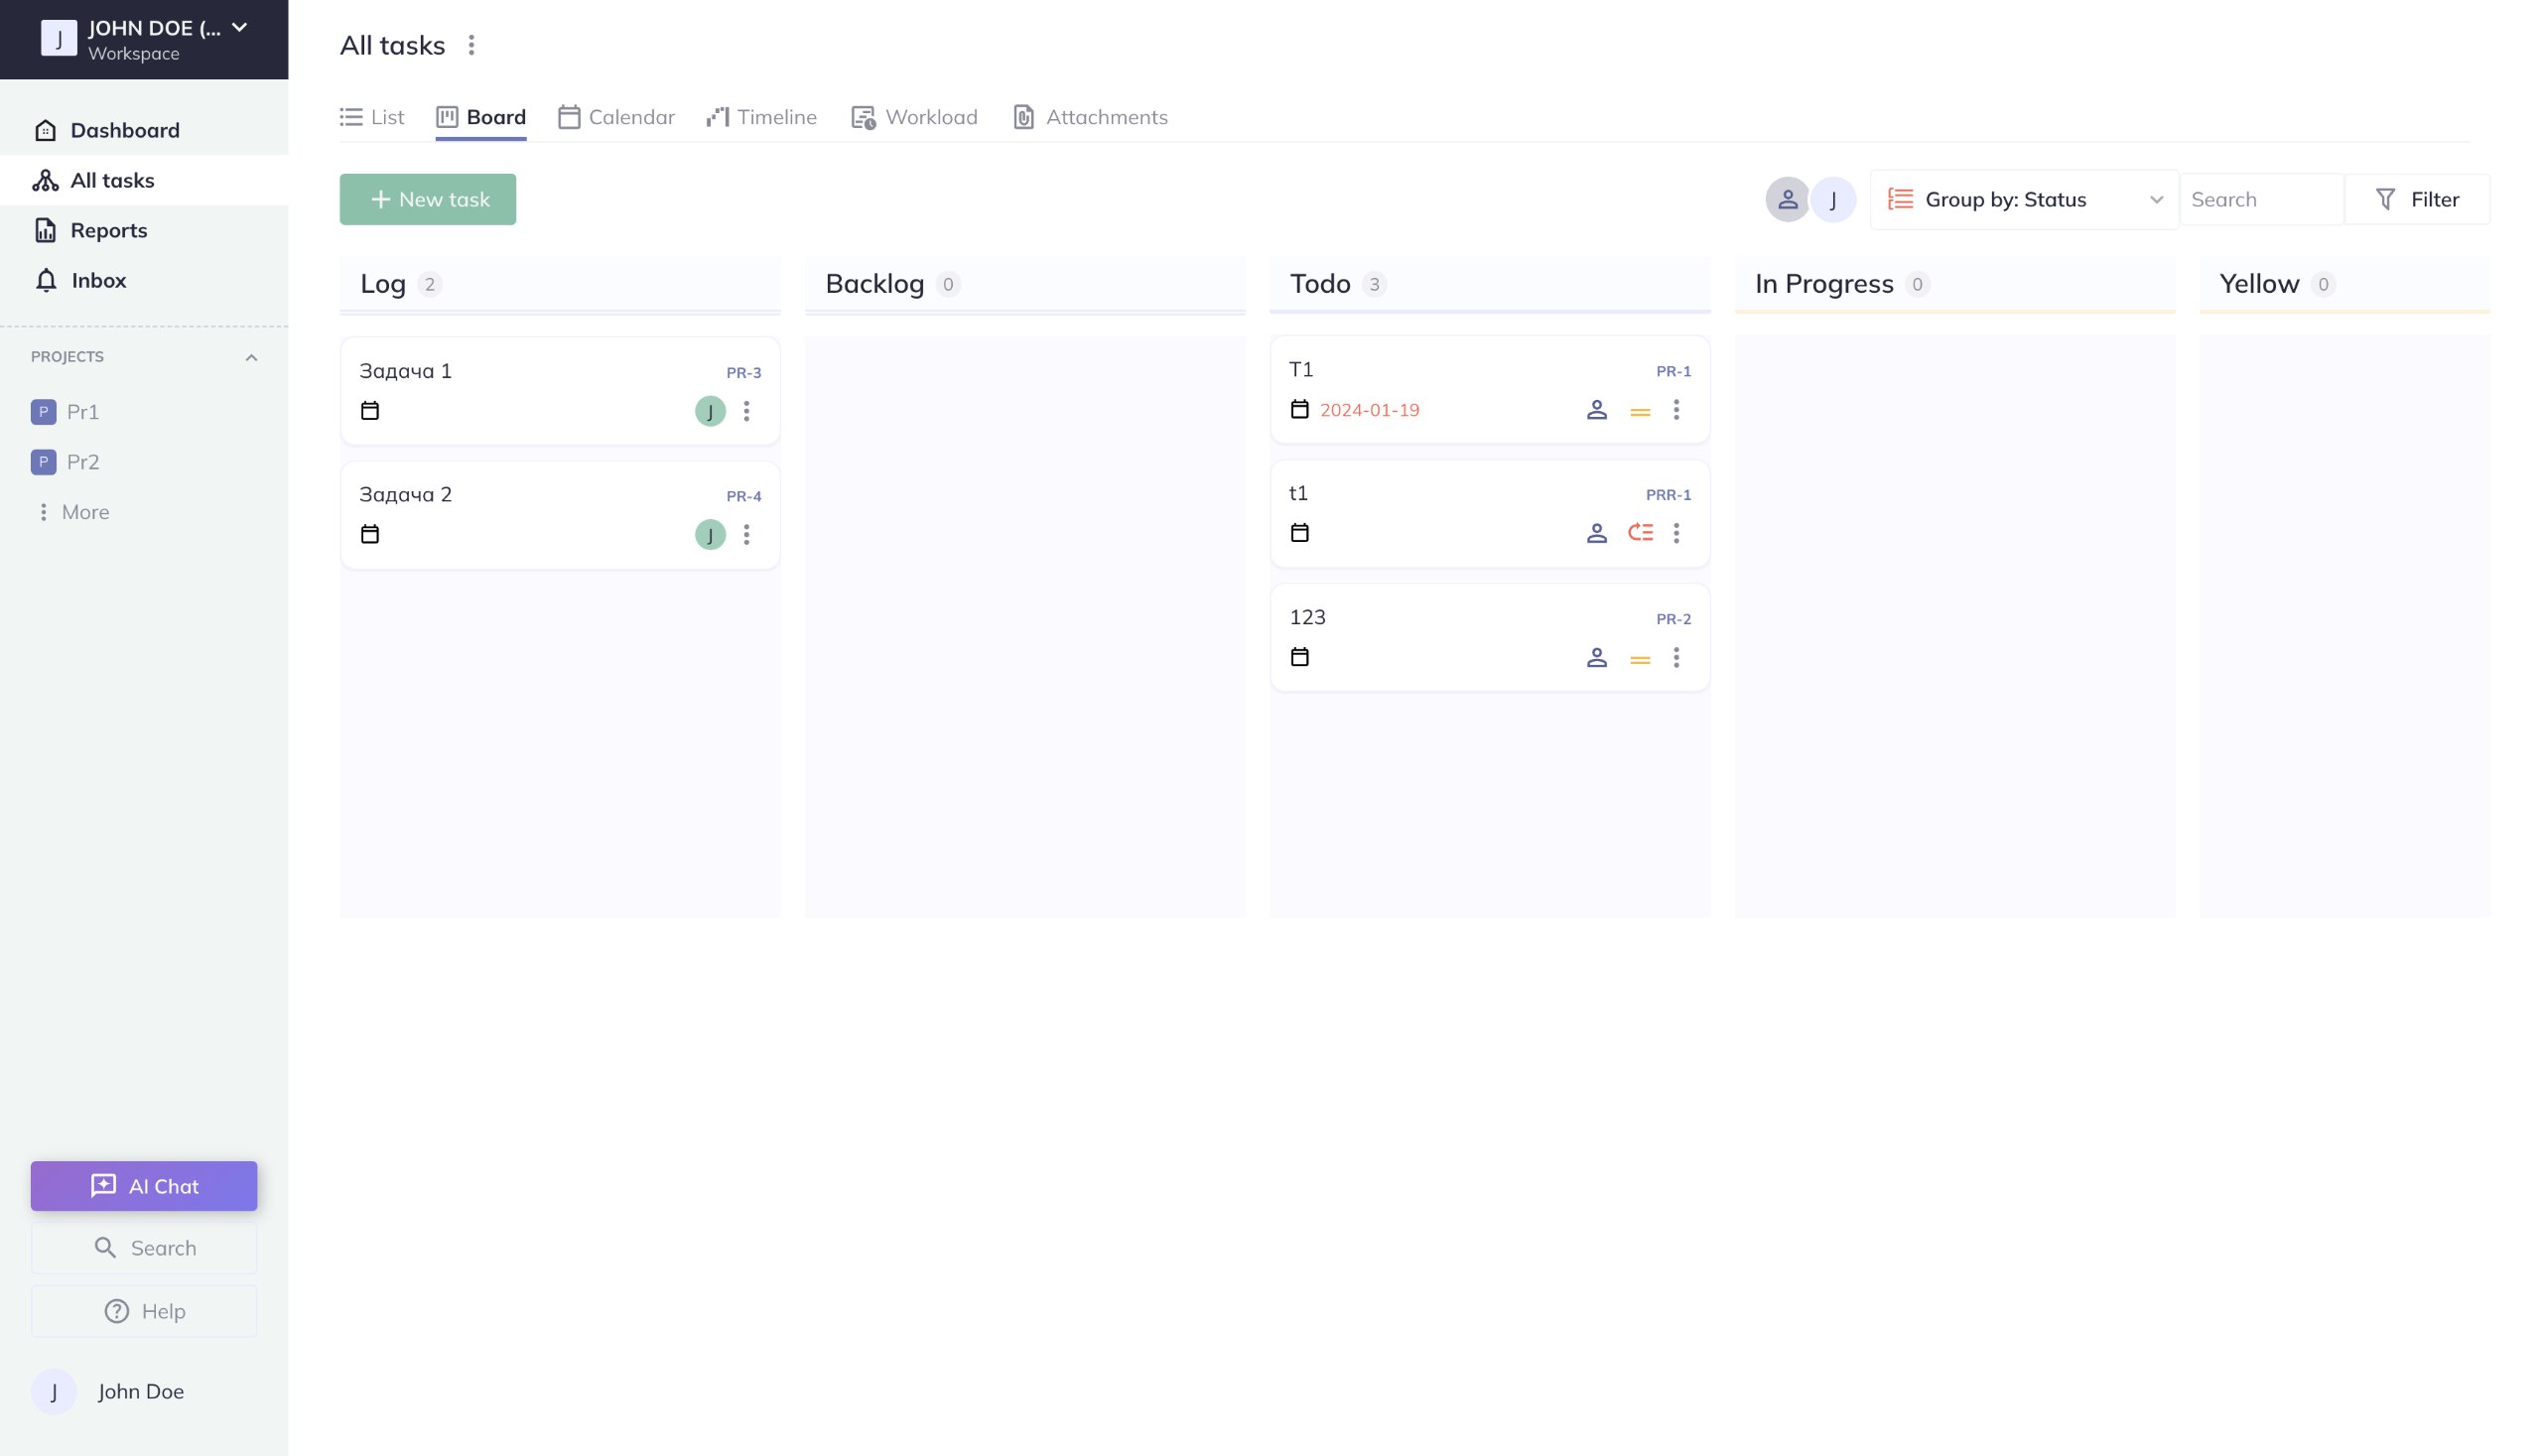 J
JOHN DOE (...
Workspace
Dashboard
All tasks
Reports
Inbox
PROJECTS
P Pr1
P Pr2
More
AI Chat
Search
Help
J John Doe
All tasks
List Board Calendar Timeline Workload Attachments
+ New task
J
Group by: Status
Search
Filter
Log 2
Задача 1
PR-3
J
Задача 2
PR-4
J
Backlog 0
Todo 3
T1
PR-1
2024-01-19
t1
PRR-1
123
PR-2
In Progress 0
Yellow 0